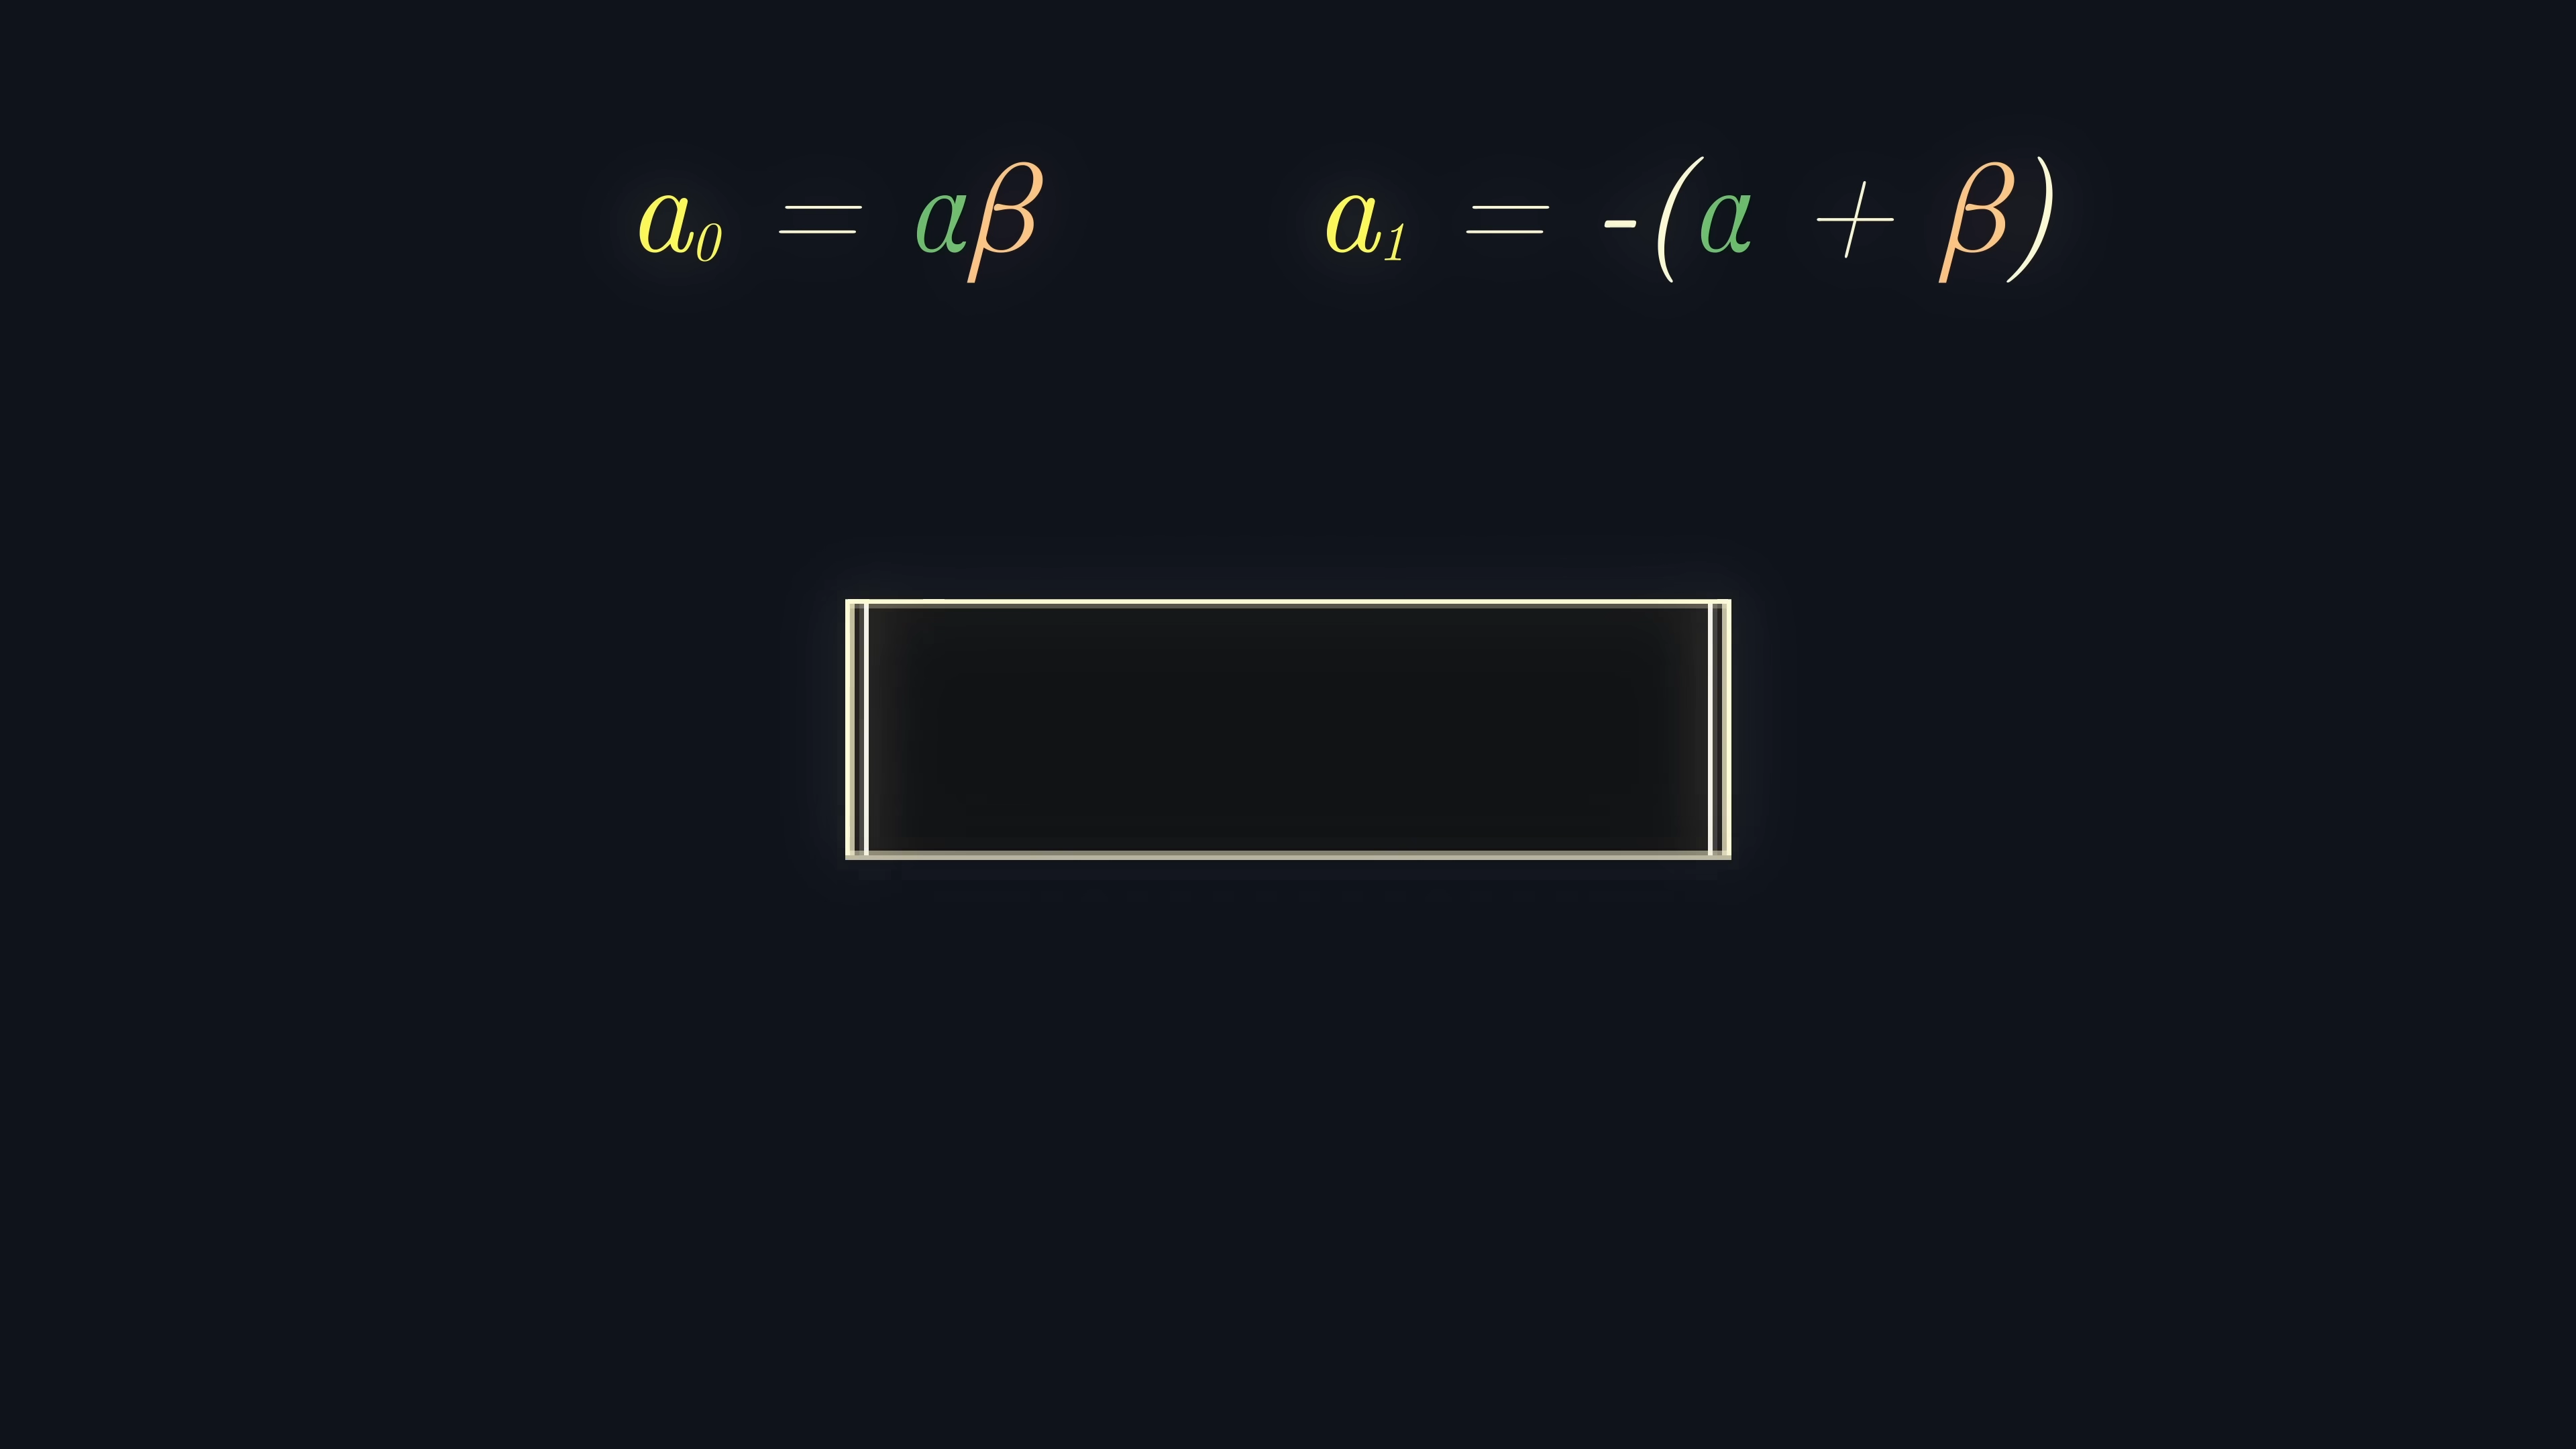 a₀ = αβ a₁ = -(α + β)